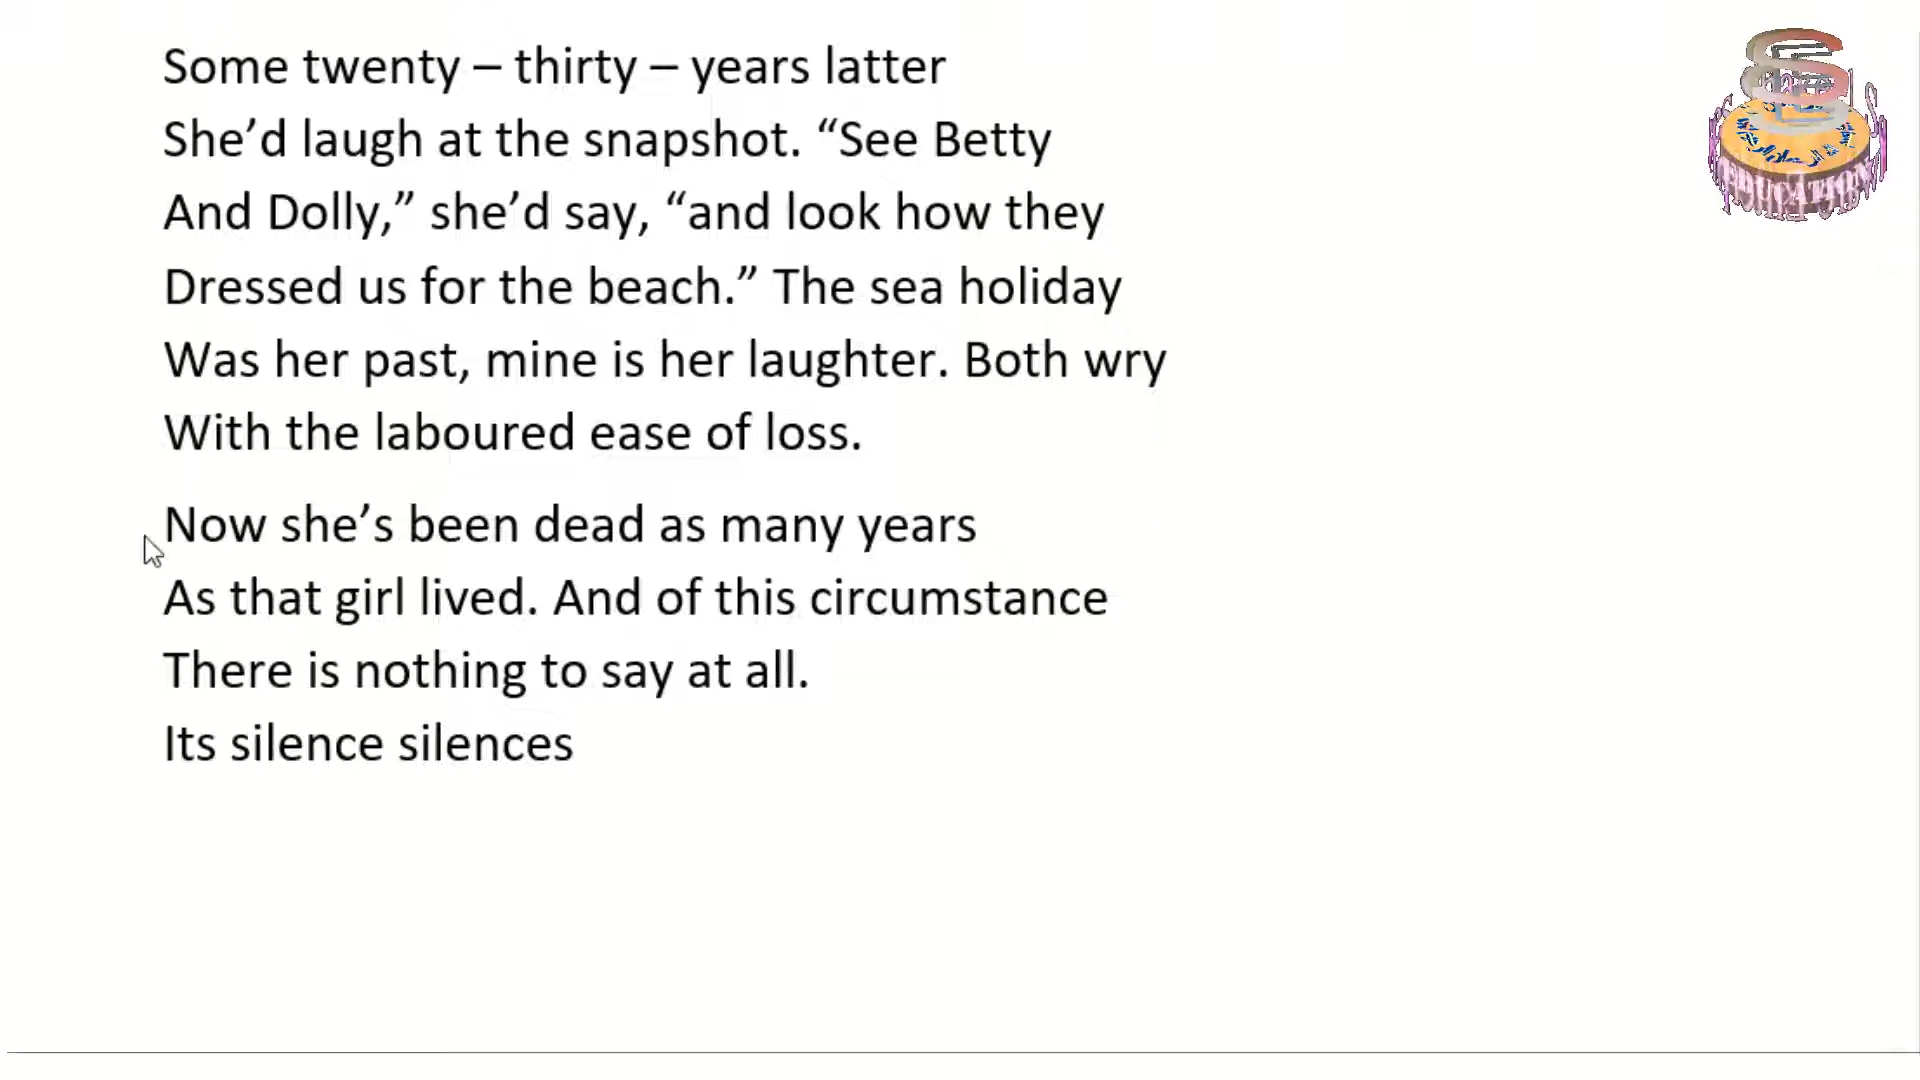 Some twenty – thirty – years latter
She’d laugh at the snapshot. “See Betty
And Dolly,” she’d say, “and look how they
Dressed us for the beach.” The sea holiday
Was her past, mine is her laughter. Both wry
With the laboured ease of loss.
Now she’s been dead as many years
As that girl lived. And of this circumstance
There is nothing to say at all.
Its silence silences
EDUCATION